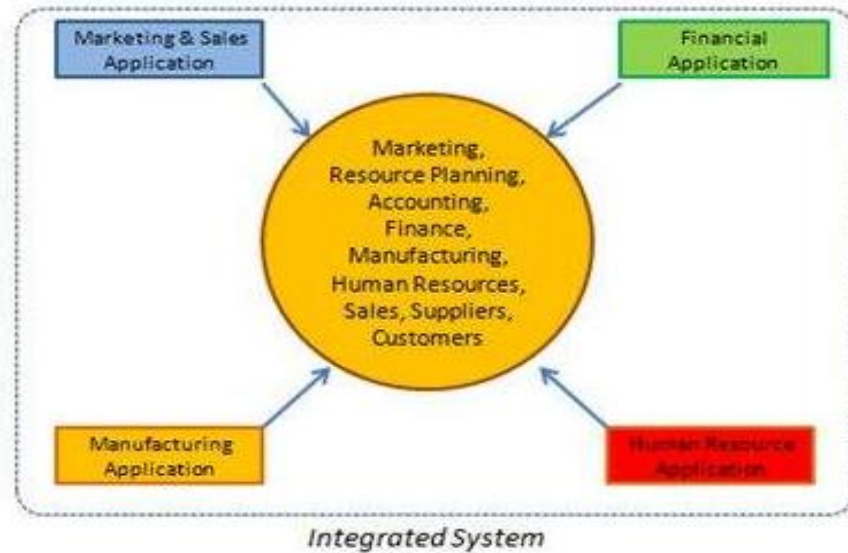 Marketing & Sales
Application
Financial
Application
Marketing,
Resource Planning,
Accounting,
Finance,
Manufacturing,
Human Resources,
Sales, Suppliers,
Customers
Manufacturing
Application
Human Resource
Application
Integrated System